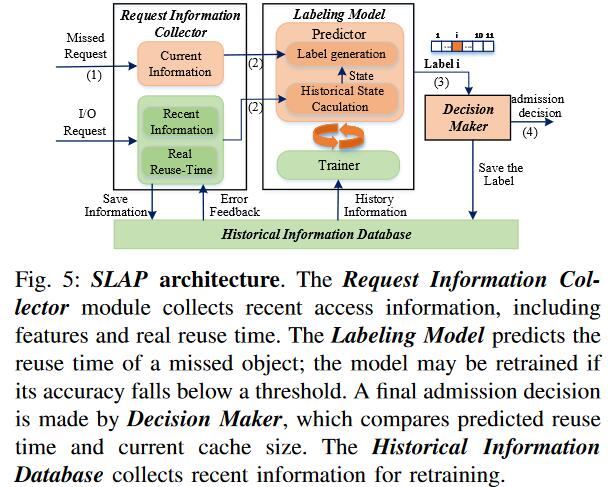 Request Information
Collector
Labeling Model
Missed
Request
(1)
Current
Information
(2)
Predictor
Label generation
State
Historical State
Caculation
1 ... i ... 10 11
Label i
(3)
I/O
Request
Recent
Information
Real
Reuse-Time
(2)
Trainer
Decision
Maker
admission
decision
(4)
Save
Information
Error
Feedback
History
Information
Save the
Label
Historical Information Database
Fig. 5: SLAP architecture. The Request Information Col-
lector module collects recent access information, including
features and real reuse time. The Labeling Model predicts the
reuse time of a missed object; the model may be retrained if
its accuracy falls below a threshold. A final admission decision
is made by Decision Maker, which compares predicted reuse
time and current cache size. The Historical Information
Database collects recent information for retraining.